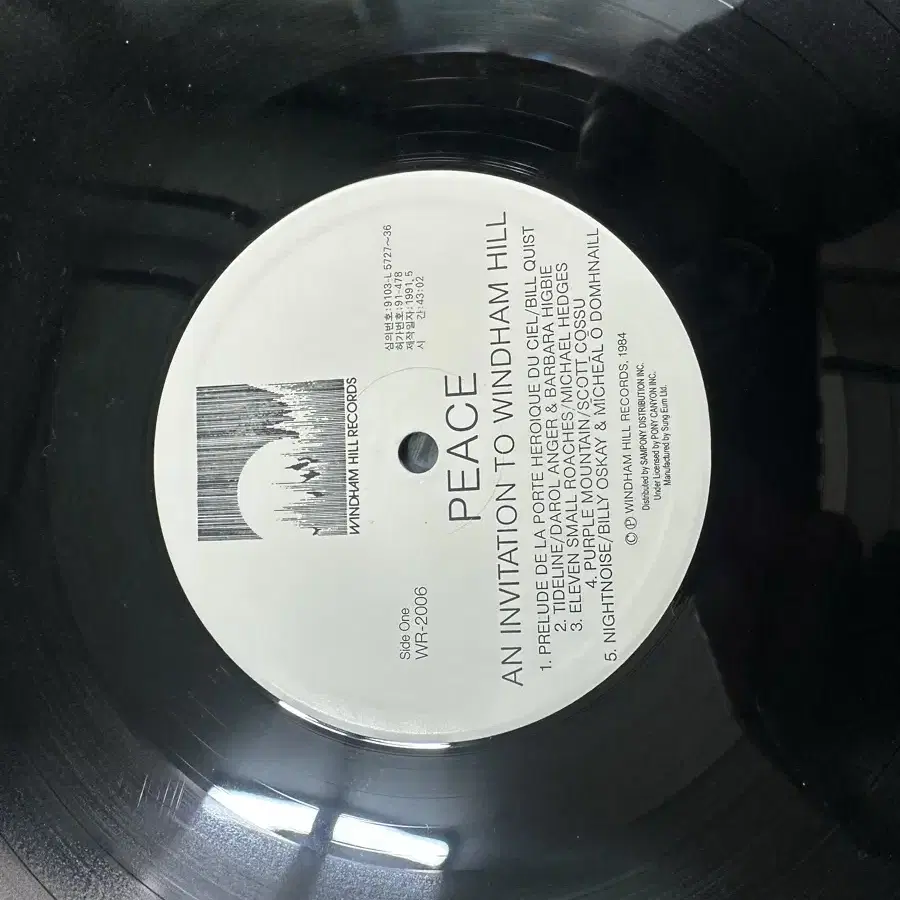 WINDHAM HILL RECORDS
심의번호:9103-L 5727~36
허가번호:91-478
제작일자:1991.5
시 간:43:02
Side One
WR-2006
PEACE
AN INVITATION TO WINDHAM HILL
1. PRELUDE DE LA PORTE HEROIQUE DU CIEL/BILL QUIST
2. TIDELINE/DAROL ANGER & BARBARA HIGBIE
3. ELEVEN SMALL ROACHES/MICHAEL HEDGES
4. PURPLE MOUNTAIN/SCOTT COSSU
5. NIGHTNOISE/BILLY OSKAY & MÍCHEÁL Ó DOMHNAILL
© ℗ WINDHAM HILL RECORDS, 1984
Distributed by SAMPONY DISTRIBUTION INC.
Under Licensed by PONY CANYON INC.
Manufactured by Sung Eum Ltd.